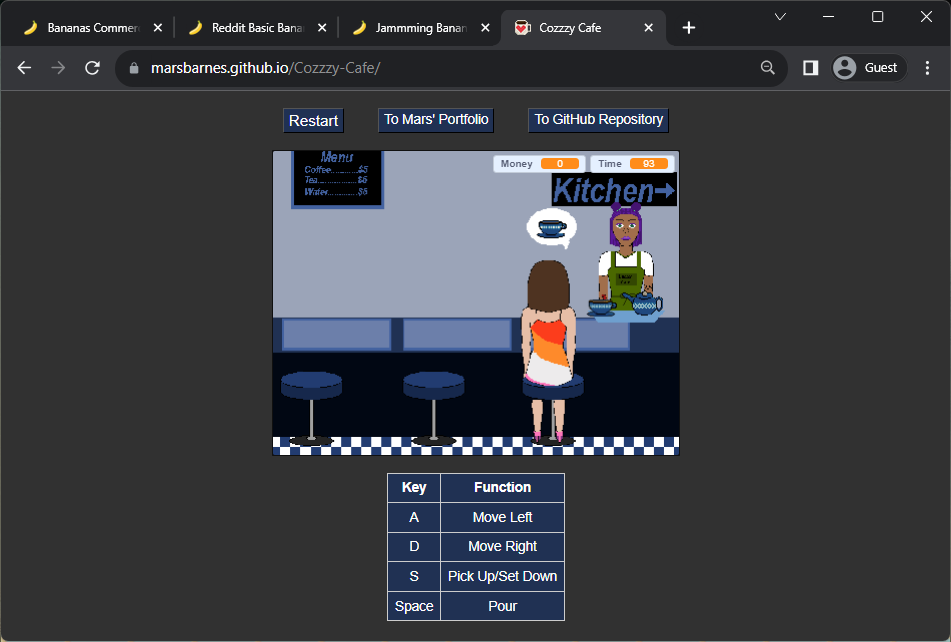 Bananas Commer
Reddit Basic Bana
Jammming Banan
Cozzzy Cafe
marsbarnes.github.io/Cozzzy-Cafe/
Guest
Restart
To Mars' Portfolio
To GitHub Repository
Menu
Coffee............$5
Tea................$5
Water.............$5
Money 0
Time 93
Kitchen
Key Function
A Move Left
D Move Right
S Pick Up/Set Down
Space Pour